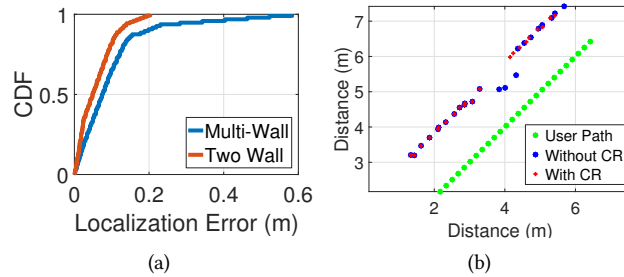 1
0.5
0
0
0.2
0.4
0.6
CDF
Localization Error (m)
Multi-Wall
Two Wall
(a)
7
6
5
4
3
2
4
6
Distance (m)
Distance (m)
User Path
Without CR
With CR
(b)